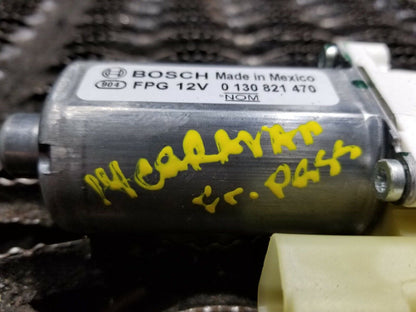 BOSCH Made in Mexico
904 FPG 12V 0 130 821 470
NOM
14 CARAVAN
Fr. PASS